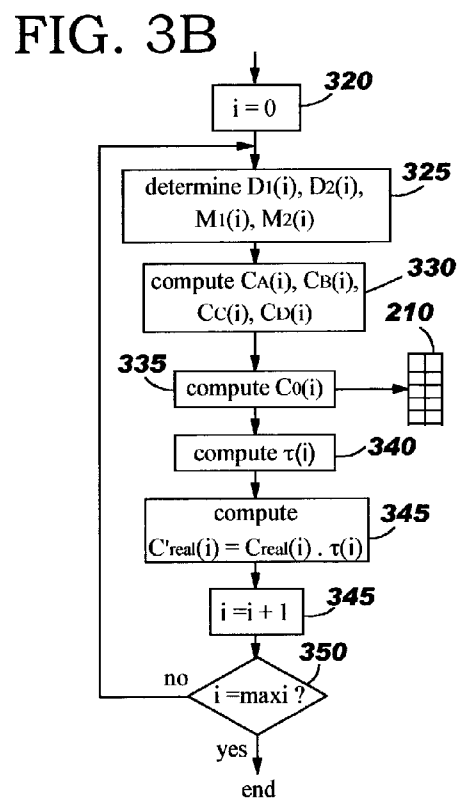 FIG. 3B
320
i = 0
325
determine D1(i), D2(i),
M1(i), M2(i)
330
compute CA(i), CB(i),
CC(i), CD(i)
210
335
compute C0(i)
340
compute τ(i)
345
compute
C'real(i) = Creal(i) . τ(i)
345
i =i + 1
350
no
i =maxi ?
yes
end